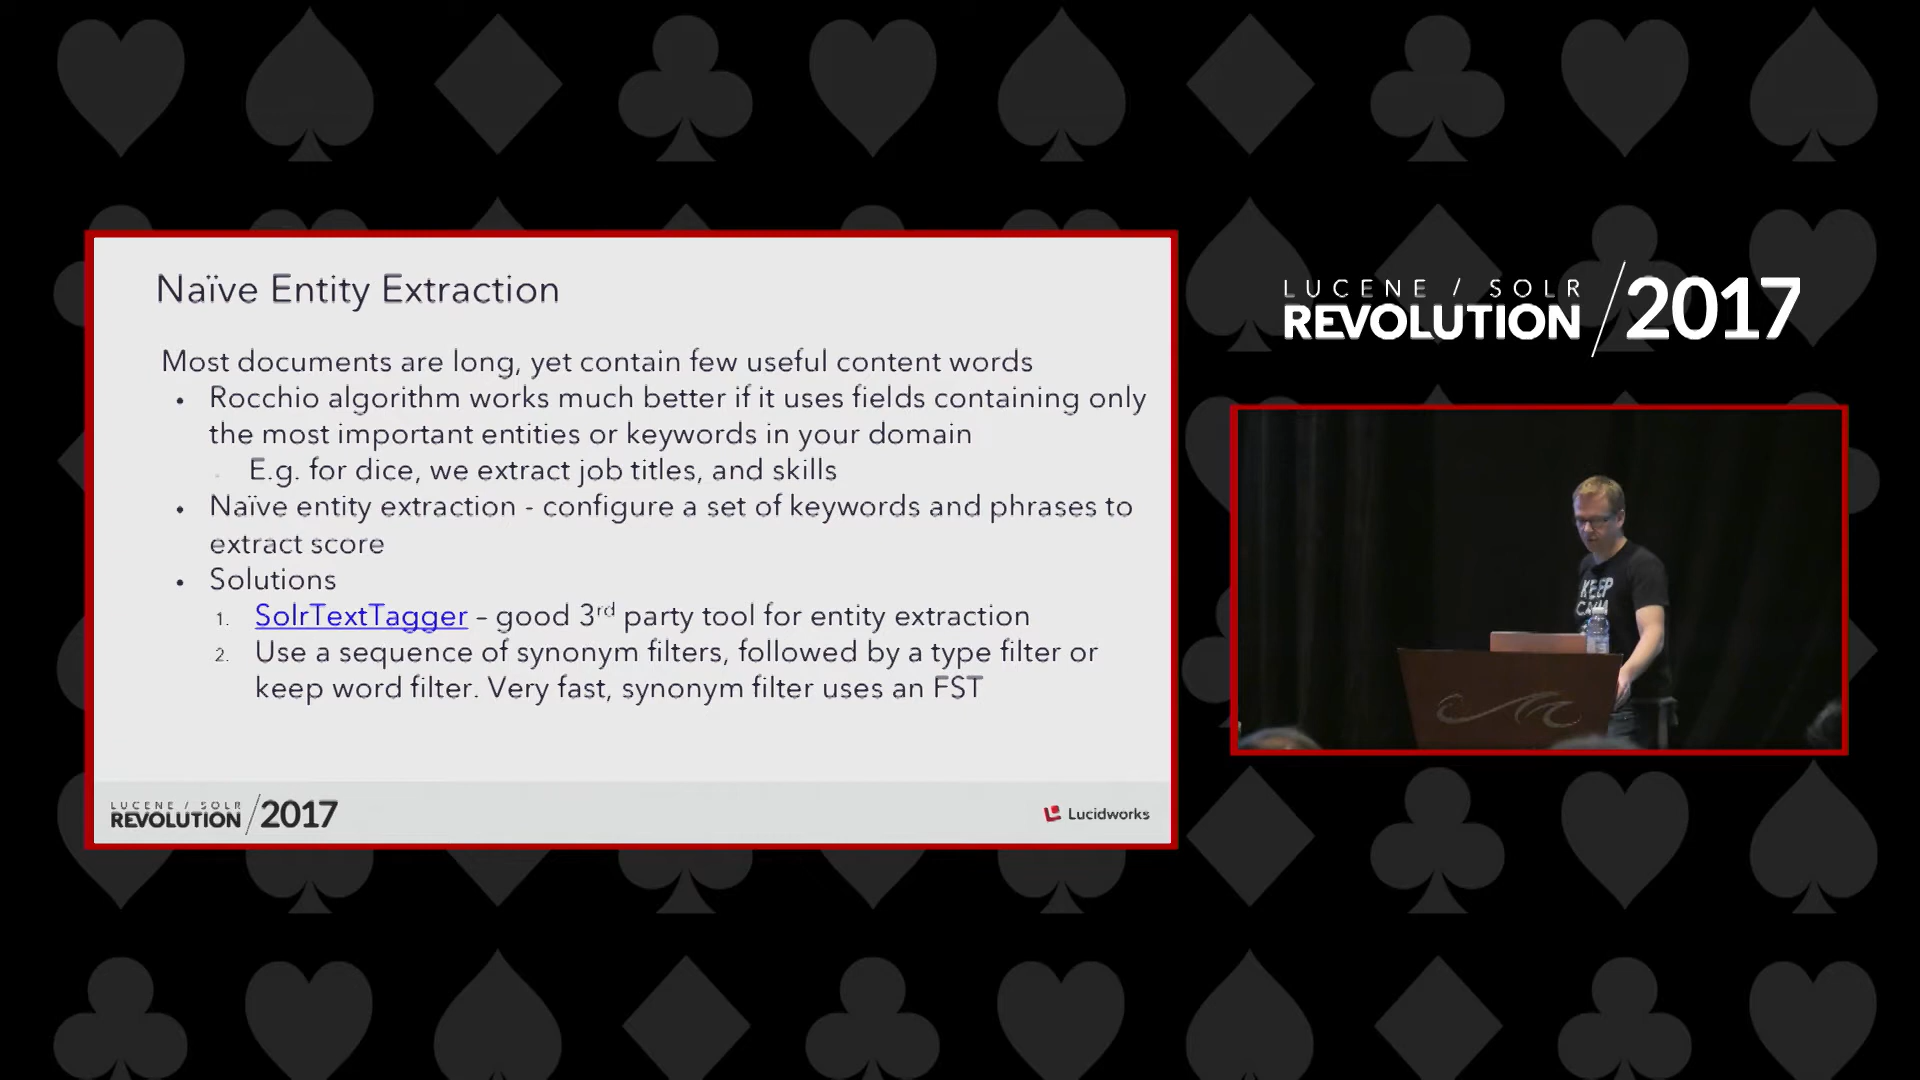 Naïve Entity Extraction
Most documents are long, yet contain few useful content words
• Rocchio algorithm works much better if it uses fields containing only
the most important entities or keywords in your domain
E.g. for dice, we extract job titles, and skills
• Naïve entity extraction - configure a set of keywords and phrases to
extract score
• Solutions
1. SolrTextTagger – good 3rd party tool for entity extraction
2. Use a sequence of synonym filters, followed by a type filter or
keep word filter. Very fast, synonym filter uses an FST
LUCENE / SOLR
REVOLUTION /2017
Lucidworks
LUCENE / SOLR
REVOLUTION /2017
KEEP
CALM